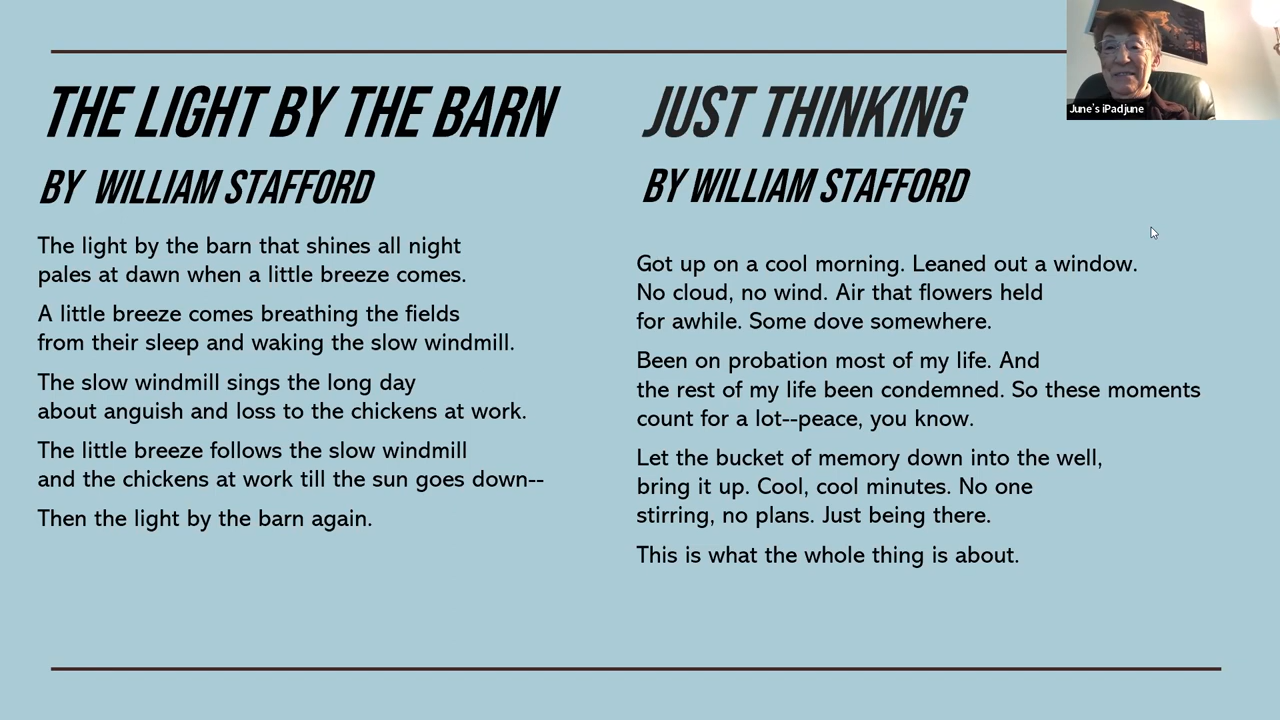 THE LIGHT BY THE BARN
BY WILLIAM STAFFORD
The light by the barn that shines all night
pales at dawn when a little breeze comes.
A little breeze comes breathing the fields
from their sleep and waking the slow windmill.
The slow windmill sings the long day
about anguish and loss to the chickens at work.
The little breeze follows the slow windmill
and the chickens at work till the sun goes down--
Then the light by the barn again.
JUST THINKING
BY WILLIAM STAFFORD
Got up on a cool morning. Leaned out a window.
No cloud, no wind. Air that flowers held
for awhile. Some dove somewhere.
Been on probation most of my life. And
the rest of my life been condemned. So these moments
count for a lot--peace, you know.
Let the bucket of memory down into the well,
bring it up. Cool, cool minutes. No one
stirring, no plans. Just being there.
This is what the whole thing is about.
June's iPadjune